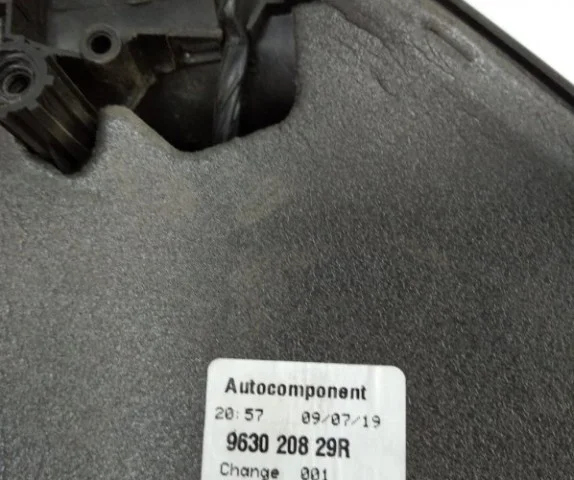 Autocomponent
20:57 09/07/19
9630 208 29R
Change 001